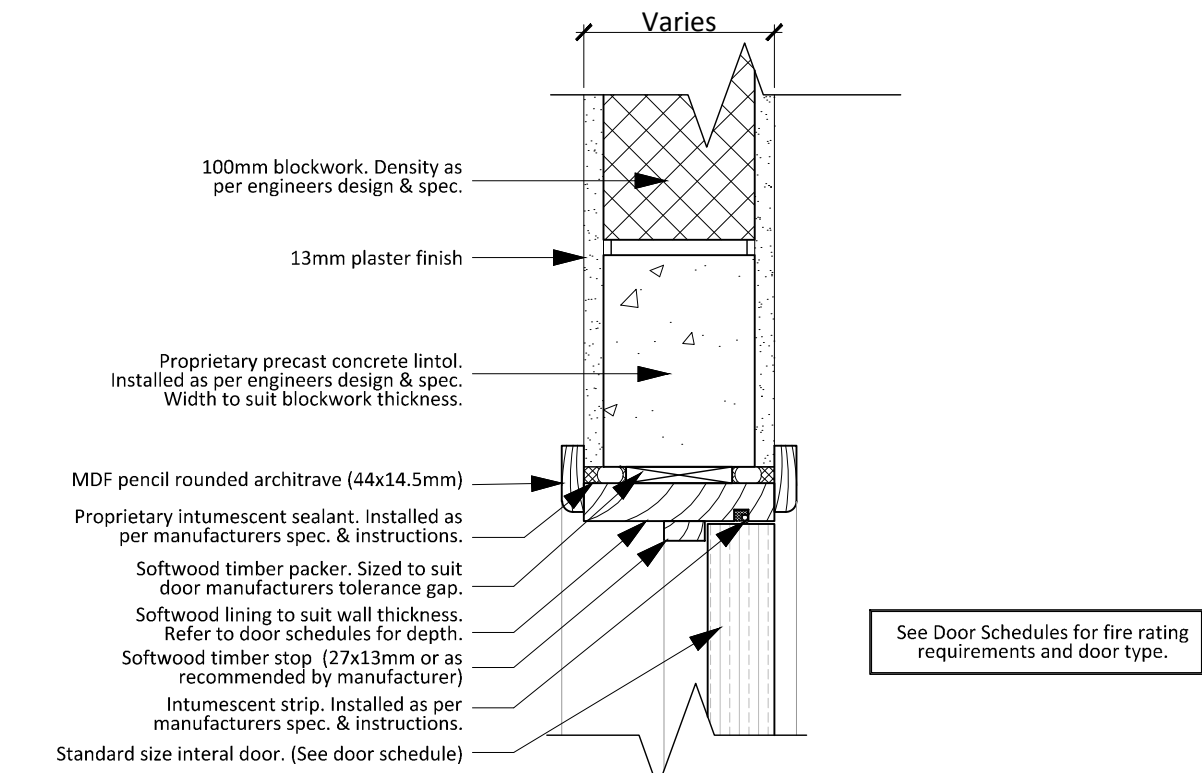 Varies
100mm blockwork. Density as
per engineers design & spec.
13mm plaster finish
Proprietary precast concrete lintol.
Installed as per engineers design & spec.
Width to suit blockwork thickness.
MDF pencil rounded architrave (44x14.5mm)
Proprietary intumescent sealant. Installed as
per manufacturers spec. & instructions.
Softwood timber packer. Sized to suit
door manufacturers tolerance gap.
Softwood lining to suit wall thickness.
Refer to door schedules for depth.
Softwood timber stop (27x13mm or as
recommended by manufacturer)
Intumescent strip. Installed as per
manufacturers spec. & instructions.
Standard size interal door. (See door schedule)
See Door Schedules for fire rating
requirements and door type.